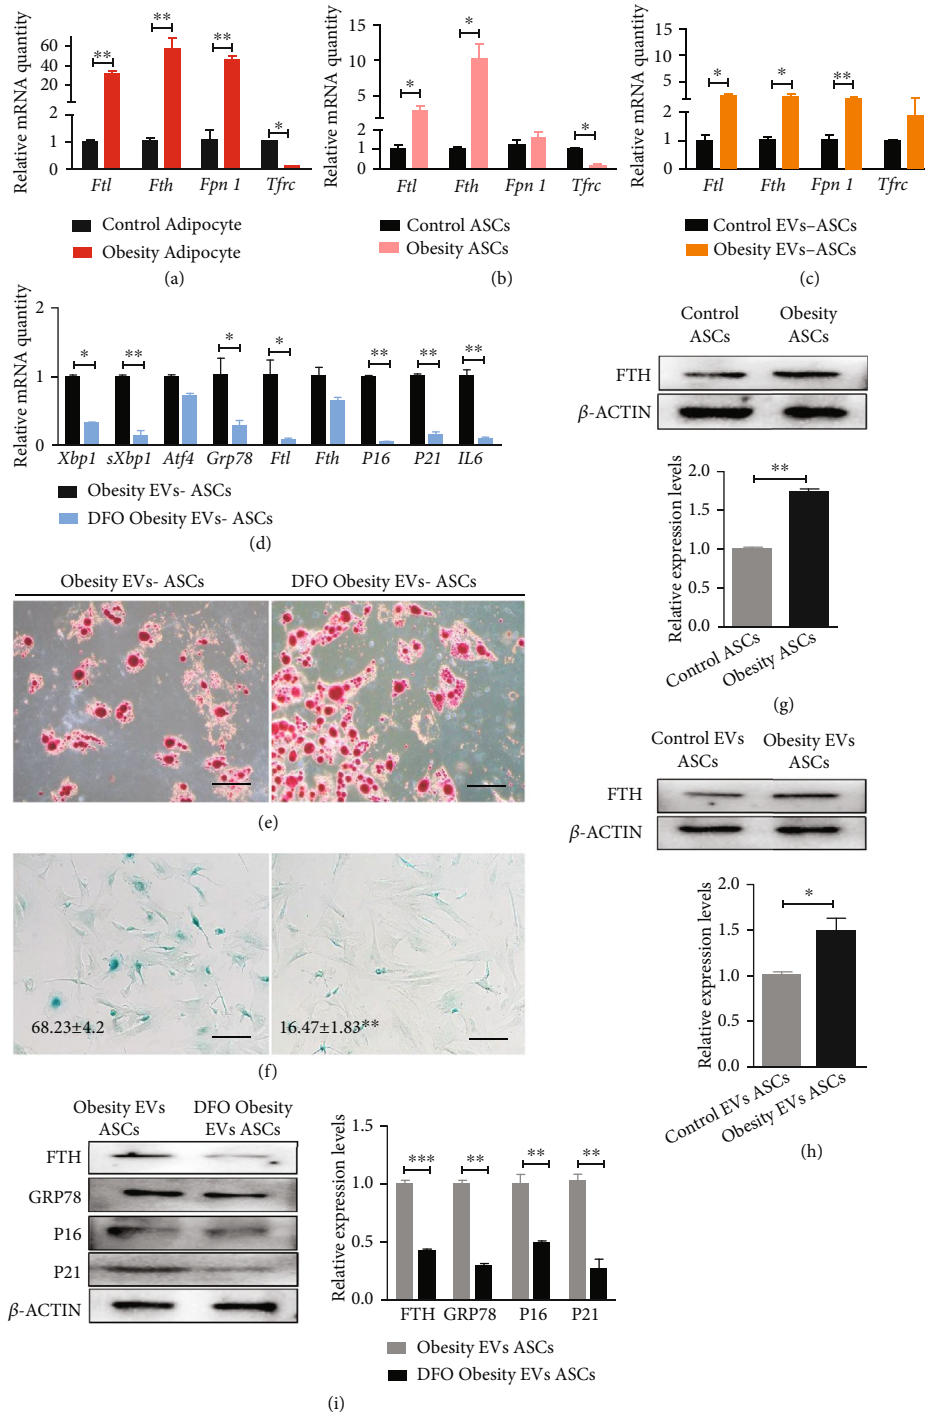 Relative mRNA quantity
60
40
20
2
1
0
** ** ** *
Ftl Fth Fpn 1 Tfrc
Control Adipocyte
Obesity Adipocyte
(a)
Relative mRNA quantity
15
10
5
2
1
0
* * *
Ftl Fth Fpn 1 Tfrc
Control ASCs
Obesity ASCs
(b)
Relative mRNA quantity
15
5
2
1
0
* * **
Ftl Fth Fpn 1 Tfrc
Control EVs–ASCs
Obesity EVs–ASCs
(c)
Relative mRNA quantity
2
1
0
* ** * * ** ** **
Xbp1 sXbp1 Atf4 Grp78 Ftl Fth P16 P21 IL6
Obesity EVs- ASCs
DFO Obesity EVs- ASCs
(d)
Obesity EVs- ASCs DFO Obesity EVs- ASCs
(e)
68.23±4.2 16.47±1.83**
(f)
Control ASCs
Obesity ASCs
FTH
β-ACTIN
Relative expression levels
2.0
1.5
1.0
0.5
0.0
**
Control ASCs
Obesity ASCs
(g)
Control EVs ASCs
Obesity EVs ASCs
FTH
β-ACTIN
Relative expression levels
2.0
1.5
1.0
0.5
0.0
*
Control EVs ASCs
Obesity EVs ASCs
(h)
Obesity EVs ASCs
DFO Obesity EVs ASCs
FTH
GRP78
P16
P21
β-ACTIN
Relative expression levels
1.5
1.0
0.5
0.0
*** ** ** **
FTH GRP78 P16 P21
Obesity EVs ASCs
DFO Obesity EVs ASCs
(i)